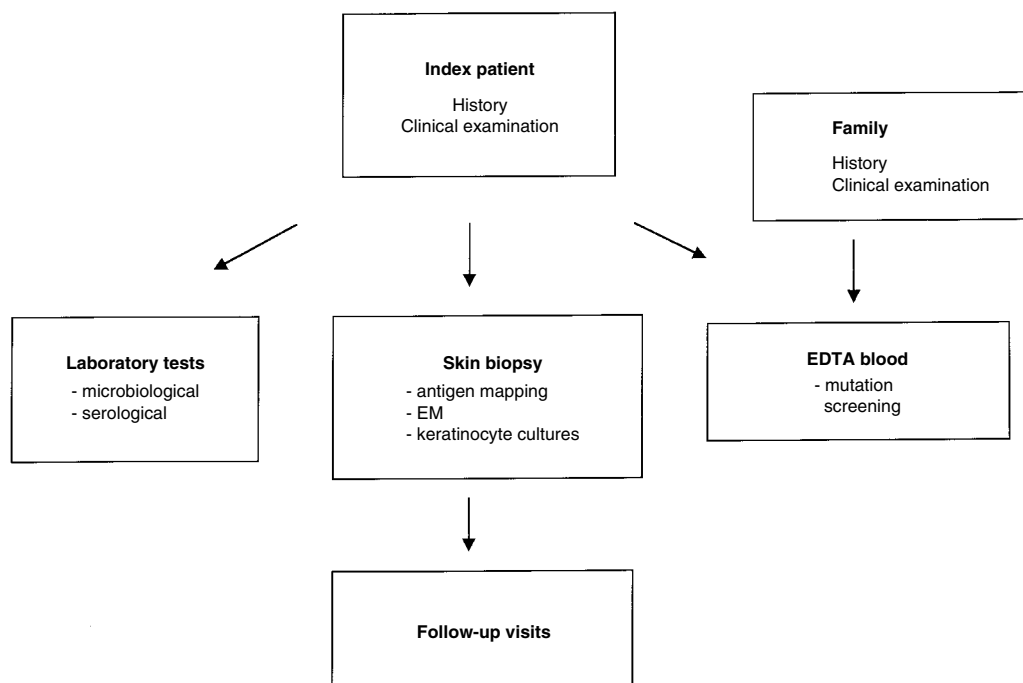 Index patient
History
Clinical examination
Family
History
Clinical examination
Laboratory tests
- microbiological
- serological
Skin biopsy
- antigen mapping
- EM
- keratinocyte cultures
EDTA blood
- mutation
screening
Follow-up visits